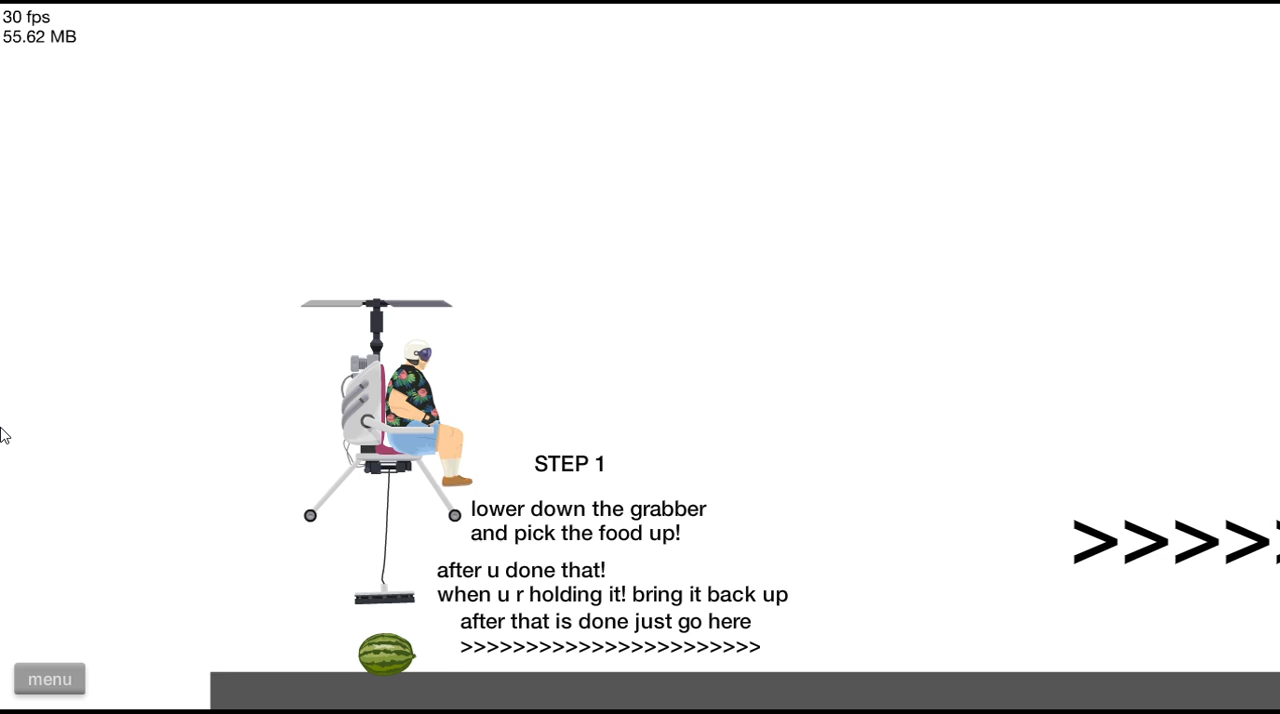 30 fps
55.62 MB
STEP 1
lower down the grabber
and pick the food up!
after u done that!
when u r holding it! bring it back up
after that is done just go here
>>>>>>>>>>>>>>>>>>>>>>>
>>>>>
menu